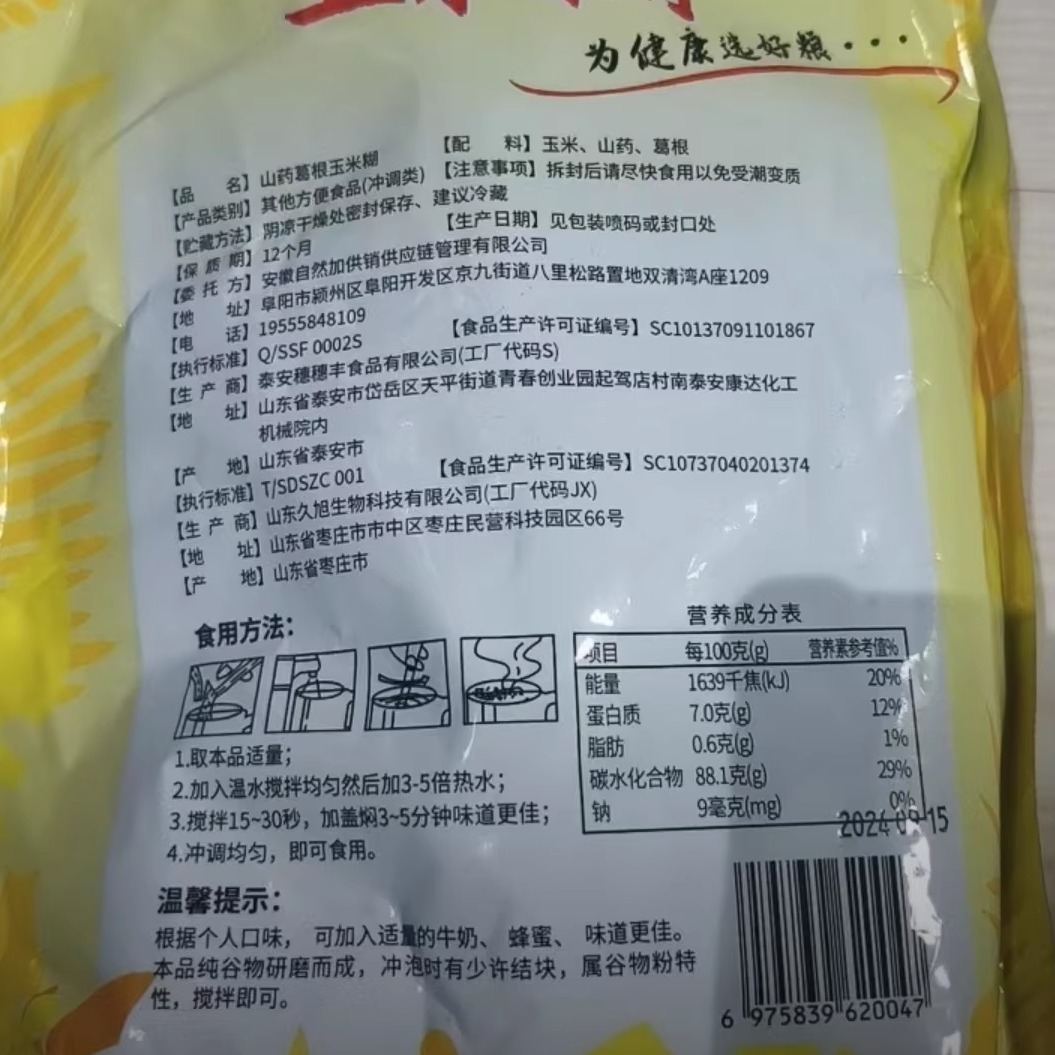 为健康选好粮···
【配 料】玉米、山药、葛根
【品 名】山药葛根玉米糊
【注意事项】拆封后请尽快食用以免受潮变质
【产品类别】其他方便食品(冲调类)
【贮藏方法】阴凉干燥处密封保存、建议冷藏
【生产日期】见包装喷码或封口处
【保 质 期】12个月
【委 托 方】安徽自然加供销供应链管理有限公司
【地 址】阜阳市颍州区阜阳开发区京九街道八里松路置地双清湾A座1209
【电 话】19555848109
【食品生产许可证编号】SC10137091101867
【执行标准】Q/SSF 0002S
【生 产 商】泰安穗穗丰食品有限公司(工厂代码S)
【地 址】山东省泰安市岱岳区天平街道青春创业园起驾店村南泰安康达化工
机械院内
【产 地】山东省泰安市
【食品生产许可证编号】SC10737040201374
【执行标准】T/SDSZC 001
【生 产 商】山东久旭生物科技有限公司(工厂代码JX)
【地 址】山东省枣庄市市中区枣庄民营科技园区66号
【产 地】山东省枣庄市
食用方法：
1.取本品适量；
2.加入温水搅拌均匀然后加3-5倍热水；
3.搅拌15~30秒，加盖焖3~5分钟味道更佳；
4.冲调均匀，即可食用。
营养成分表
项目 每100克(g) 营养素参考值%
能量 1639千焦(kJ) 20%
蛋白质 7.0克(g) 12%
脂肪 0.6克(g) 1%
碳水化合物 88.1克(g) 29%
钠 9毫克(mg) 0%
2024 09 15
温馨提示：
根据个人口味， 可加入适量的牛奶、 蜂蜜、 味道更佳。
本品纯谷物研磨而成，冲泡时有少许结块，属谷物粉特
性，搅拌即可。
6 975839 620047